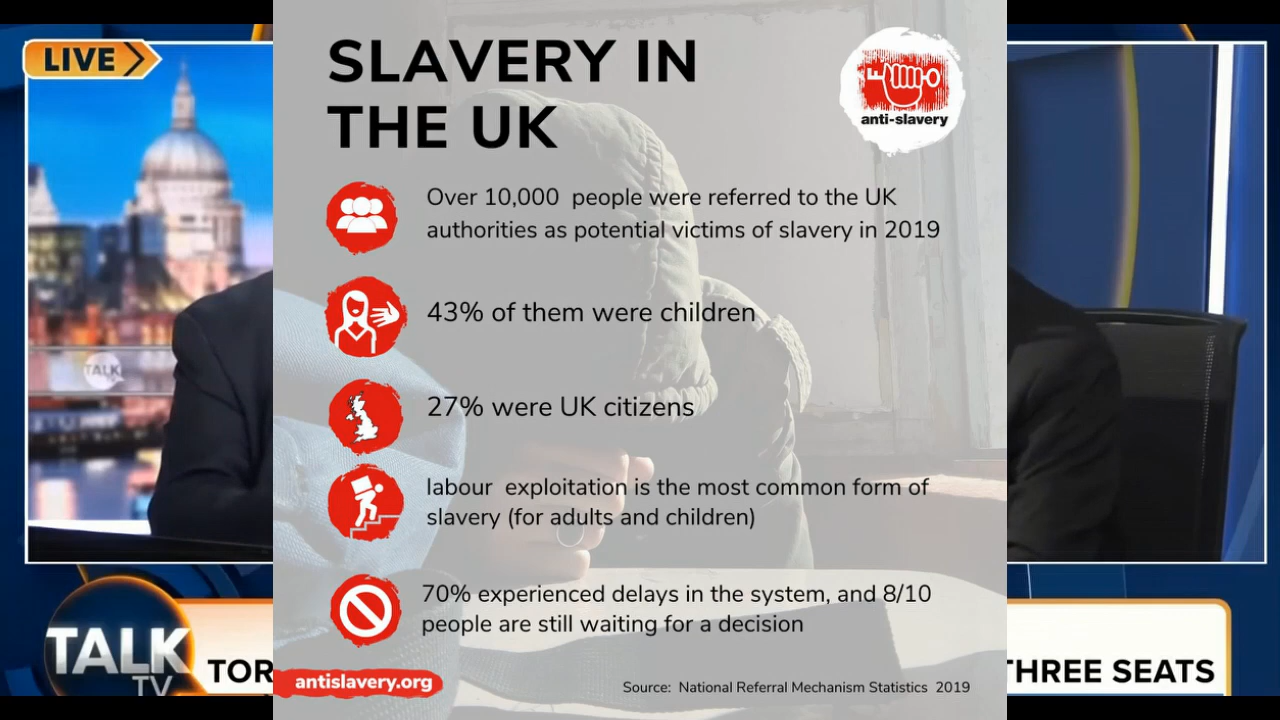 LIVE
SLAVERY IN
THE UK
anti-slavery
Over 10,000 people were referred to the UK
authorities as potential victims of slavery in 2019
43% of them were children
27% were UK citizens
labour exploitation is the most common form of
slavery (for adults and children)
70% experienced delays in the system, and 8/10
people are still waiting for a decision
antislavery.org
Source: National Referral Mechanism Statistics 2019
TALK
TALK
TV
TOR
THREE SEATS